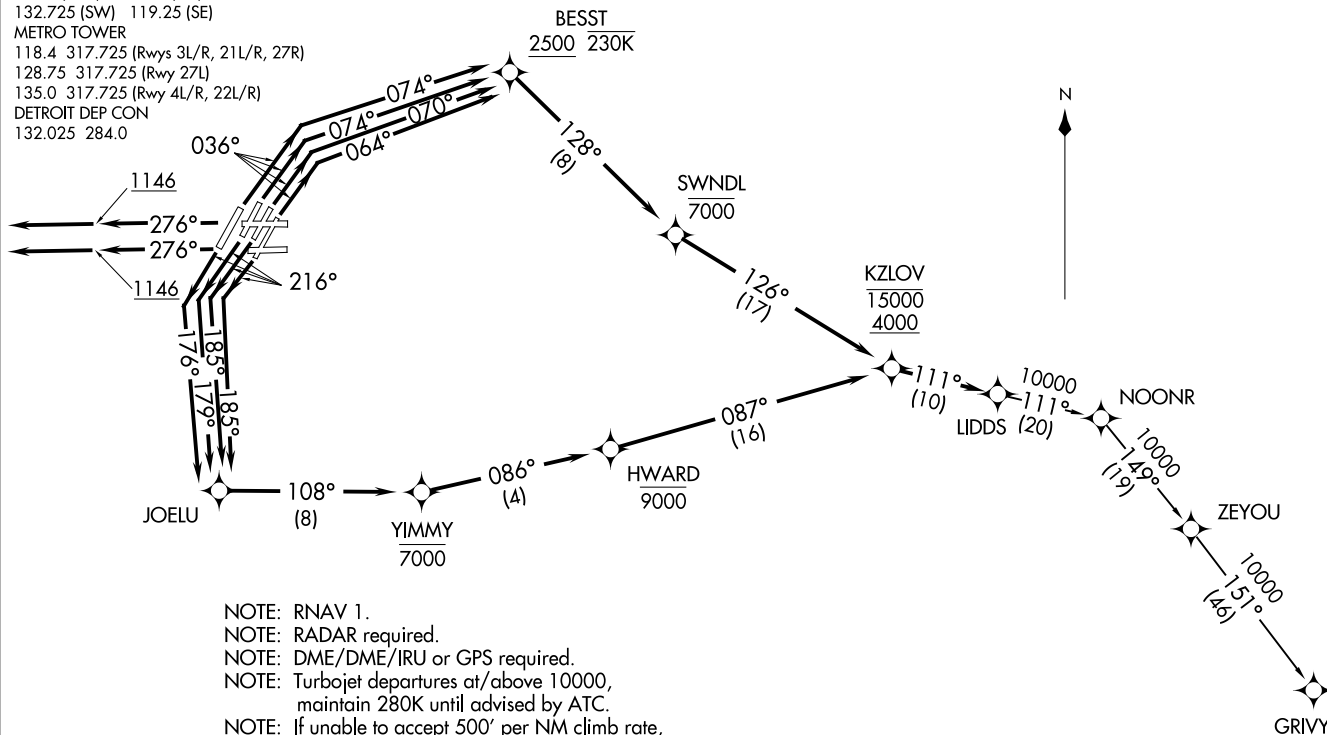 132.725 (SW) 119.25 (SE)
METRO TOWER
118.4 317.725 (Rwys 3L/R, 21L/R, 27R)
128.75 317.725 (Rwy 27L)
135.0 317.725 (Rwy 4L/R, 22L/R)
DETROIT DEP CON
132.025 284.0
BESST
2500 230K
N
074°
074°
070°
064°
036°
128°
(8)
1146
276°
276°
1146
216°
SWNDL
7000
126°
(17)
KZLOV
15000
4000
111°
(10)
LIDDS
10000
111°
(20)
NOONR
10000
149°
(19)
ZEYOU
10000
151°
(46)
GRIVY
176°
185°
179°
185°
087°
(16)
HWARD
9000
086°
(4)
JOELU
108°
(8)
YIMMY
7000
NOTE: RNAV 1.
NOTE: RADAR required.
NOTE: DME/DME/IRU or GPS required.
NOTE: Turbojet departures at/above 10000,
maintain 280K until advised by ATC.
NOTE: If unable to accept 500' per NM climb rate,